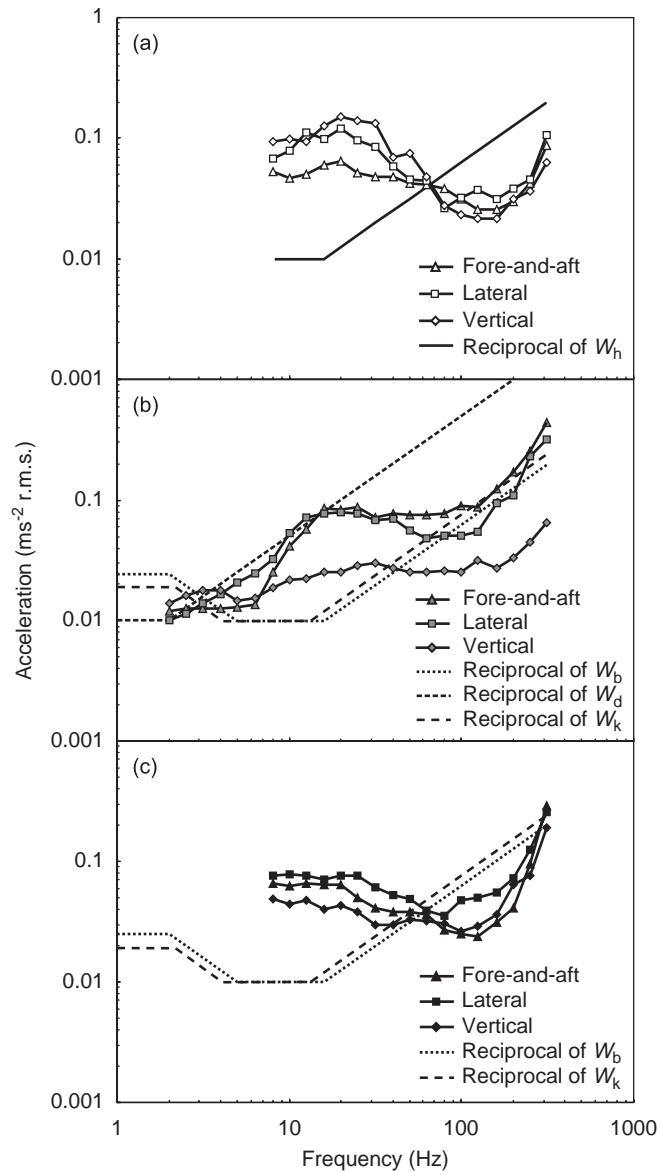 1
(a)
0.1
0.01
Fore-and-aft
Lateral
Vertical
Reciprocal of Wh
0.001
(b)
0.1
0.01
Fore-and-aft
Lateral
Vertical
Reciprocal of Wb
Reciprocal of Wd
Reciprocal of Wk
0.001
(c)
0.1
0.01
Fore-and-aft
Lateral
Vertical
Reciprocal of Wb
Reciprocal of Wk
0.001
1 10 100 1000
Frequency (Hz)
Acceleration (ms-2 r.m.s.)